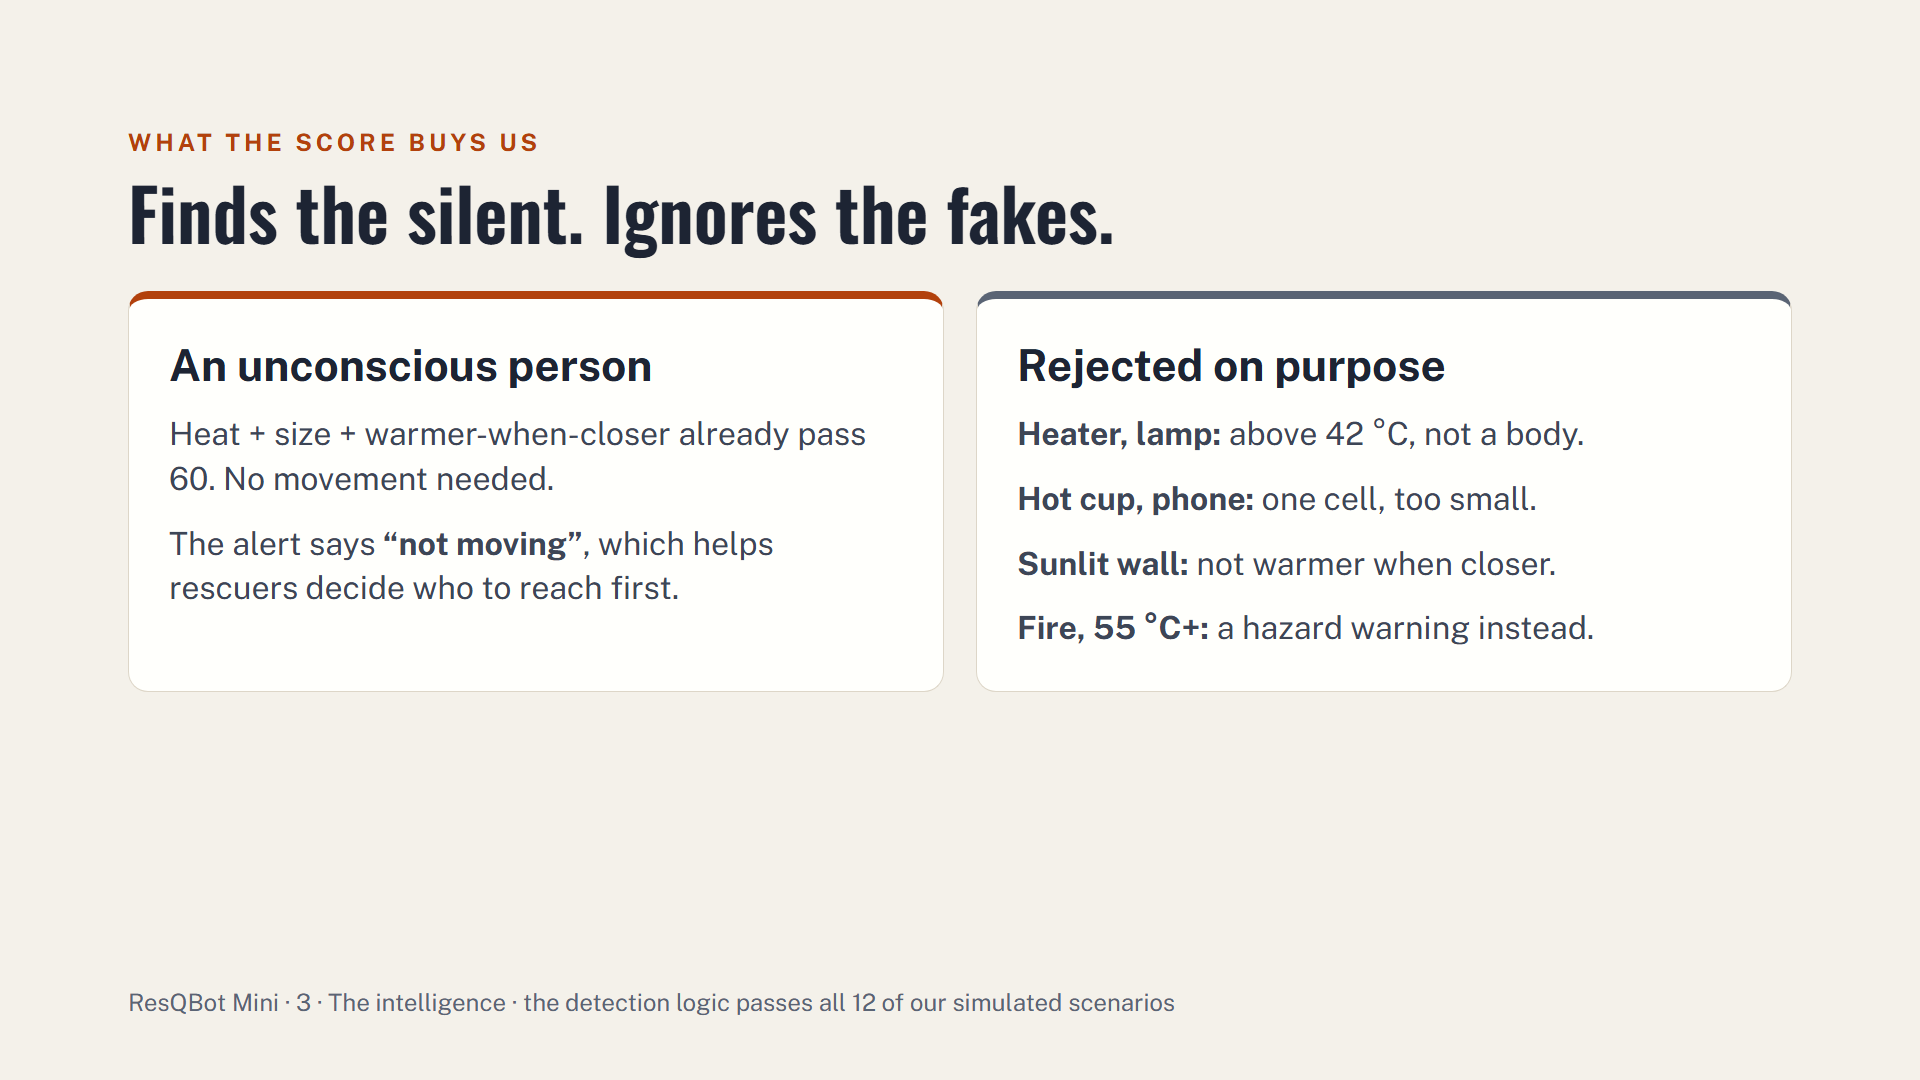 WHAT THE SCORE BUYS US
Finds the silent. Ignores the fakes.
An unconscious person
Heat + size + warmer-when-closer already pass
60. No movement needed.
The alert says “not moving”, which helps
rescuers decide who to reach first.
Rejected on purpose
Heater, lamp: above 42 °C, not a body.
Hot cup, phone: one cell, too small.
Sunlit wall: not warmer when closer.
Fire, 55 °C+: a hazard warning instead.
ResQBot Mini · 3 · The intelligence · the detection logic passes all 12 of our simulated scenarios